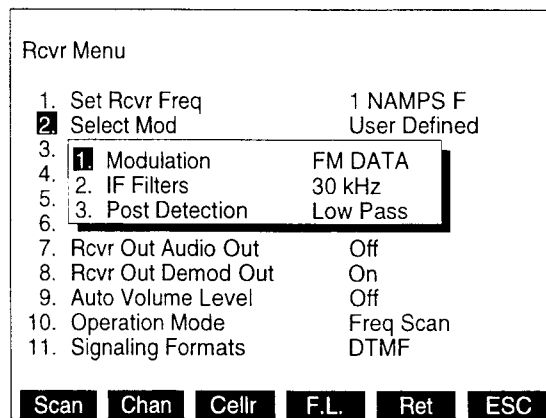 Rcvr Menu
1. Set Rcvr Freq 1 NAMPS F
2. Select Mod User Defined
3.
1. Modulation FM DATA
4.
2. IF Filters 30 kHz
5.
3. Post Detection Low Pass
6.
7. Rcvr Out Audio Out Off
8. Rcvr Out Demod Out On
9. Auto Volume Level Off
10. Operation Mode Freq Scan
11. Signaling Formats DTMF
Scan Chan Cellr F.L. Ret ESC